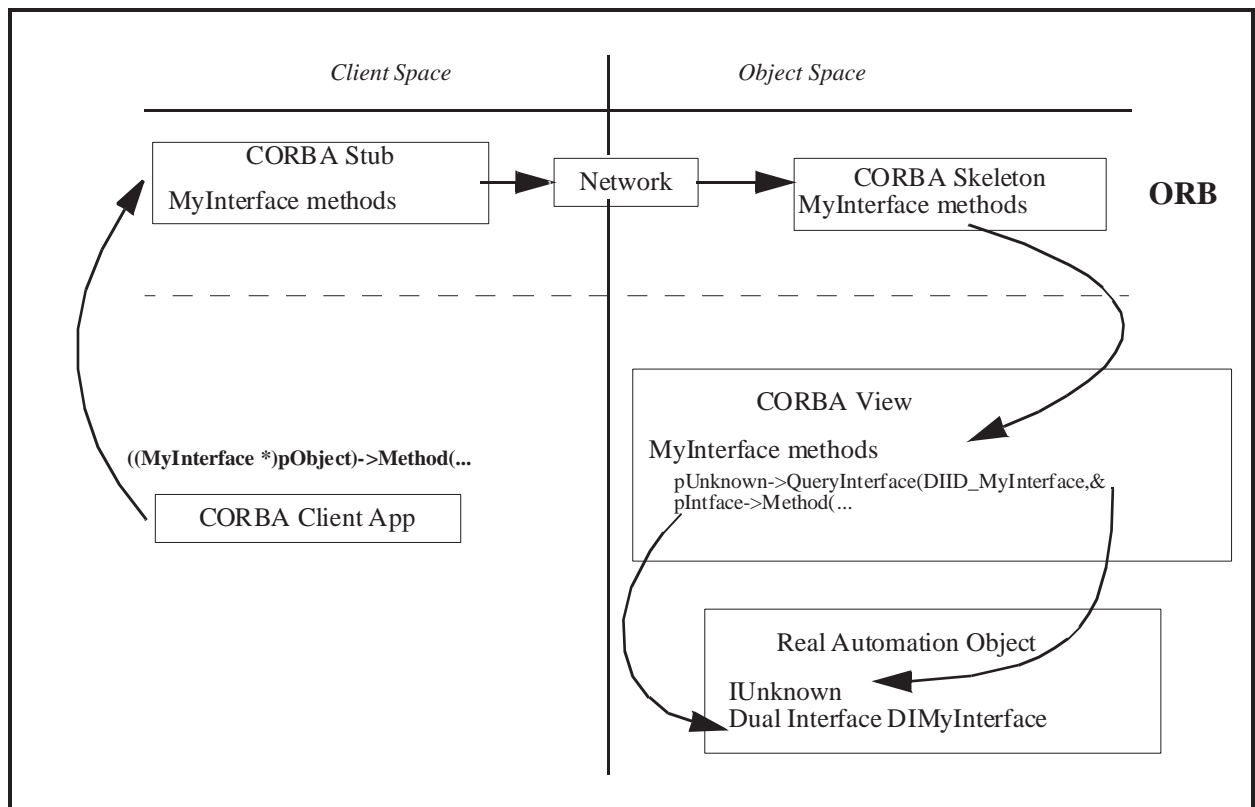 Client Space
Object Space
CORBA Stub
MyInterface methods
Network
CORBA Skeleton
MyInterface methods
ORB
CORBA View
MyInterface methods
pUnknown->QueryInterface(DIID_MyInterface,&
pIntface->Method(...
((MyInterface *)pObject)->Method(...
CORBA Client App
Real Automation Object
IUnknown
Dual Interface DIMyInterface